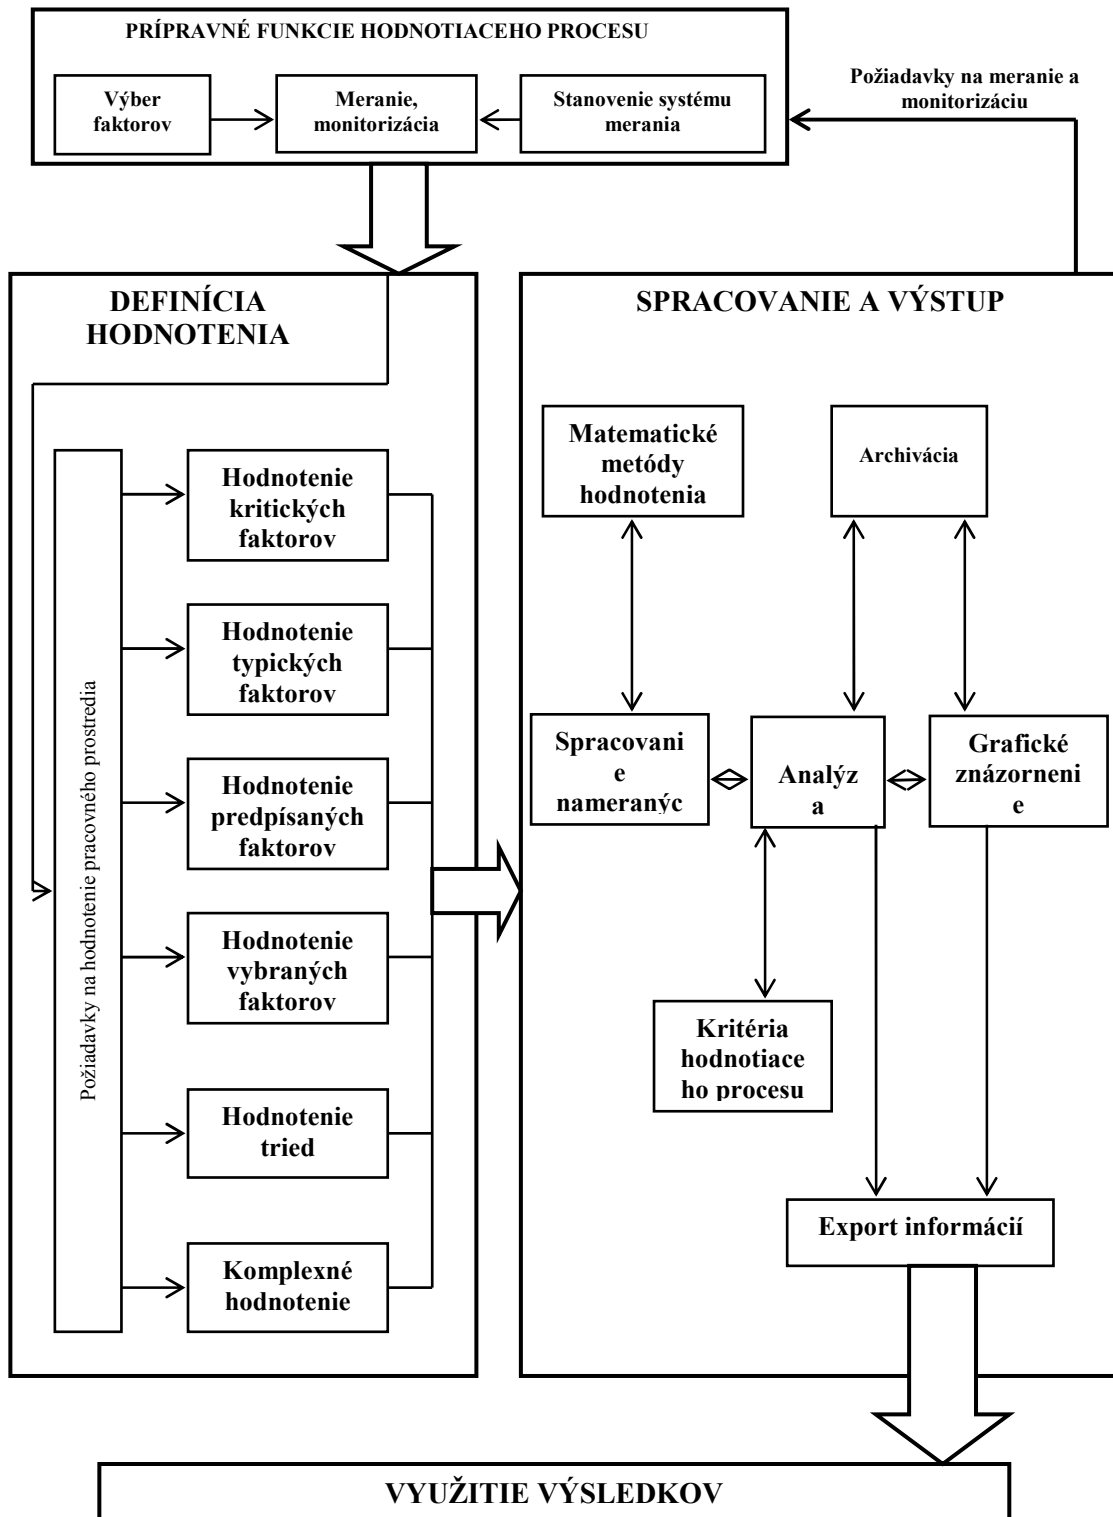 PRÍPRAVNÉ FUNKCIE HODNOTIACEHO PROCESU
Výber
faktorov
Meranie,
monitorizácia
Stanovenie systému
merania
Požiadavky na meranie a
monitorizáciu
DEFINÍCIA
HODNOTENIA
Požiadavky na hodnotenie pracovného prostredia
Hodnotenie
kritických
faktorov
Hodnotenie
typických
faktorov
Hodnotenie
predpísaných
faktorov
Hodnotenie
vybraných
faktorov
Hodnotenie
tried
Komplexné
hodnotenie
SPRACOVANIE A VÝSTUP
Matematické
metódy
hodnotenia
Archivácia
Spracovani
e
nameranýc
Analýz
a
Grafické
znázorneni
e
Kritéria
hodnotiace
ho procesu
Export informácií
VYUŽITIE VÝSLEDKOV